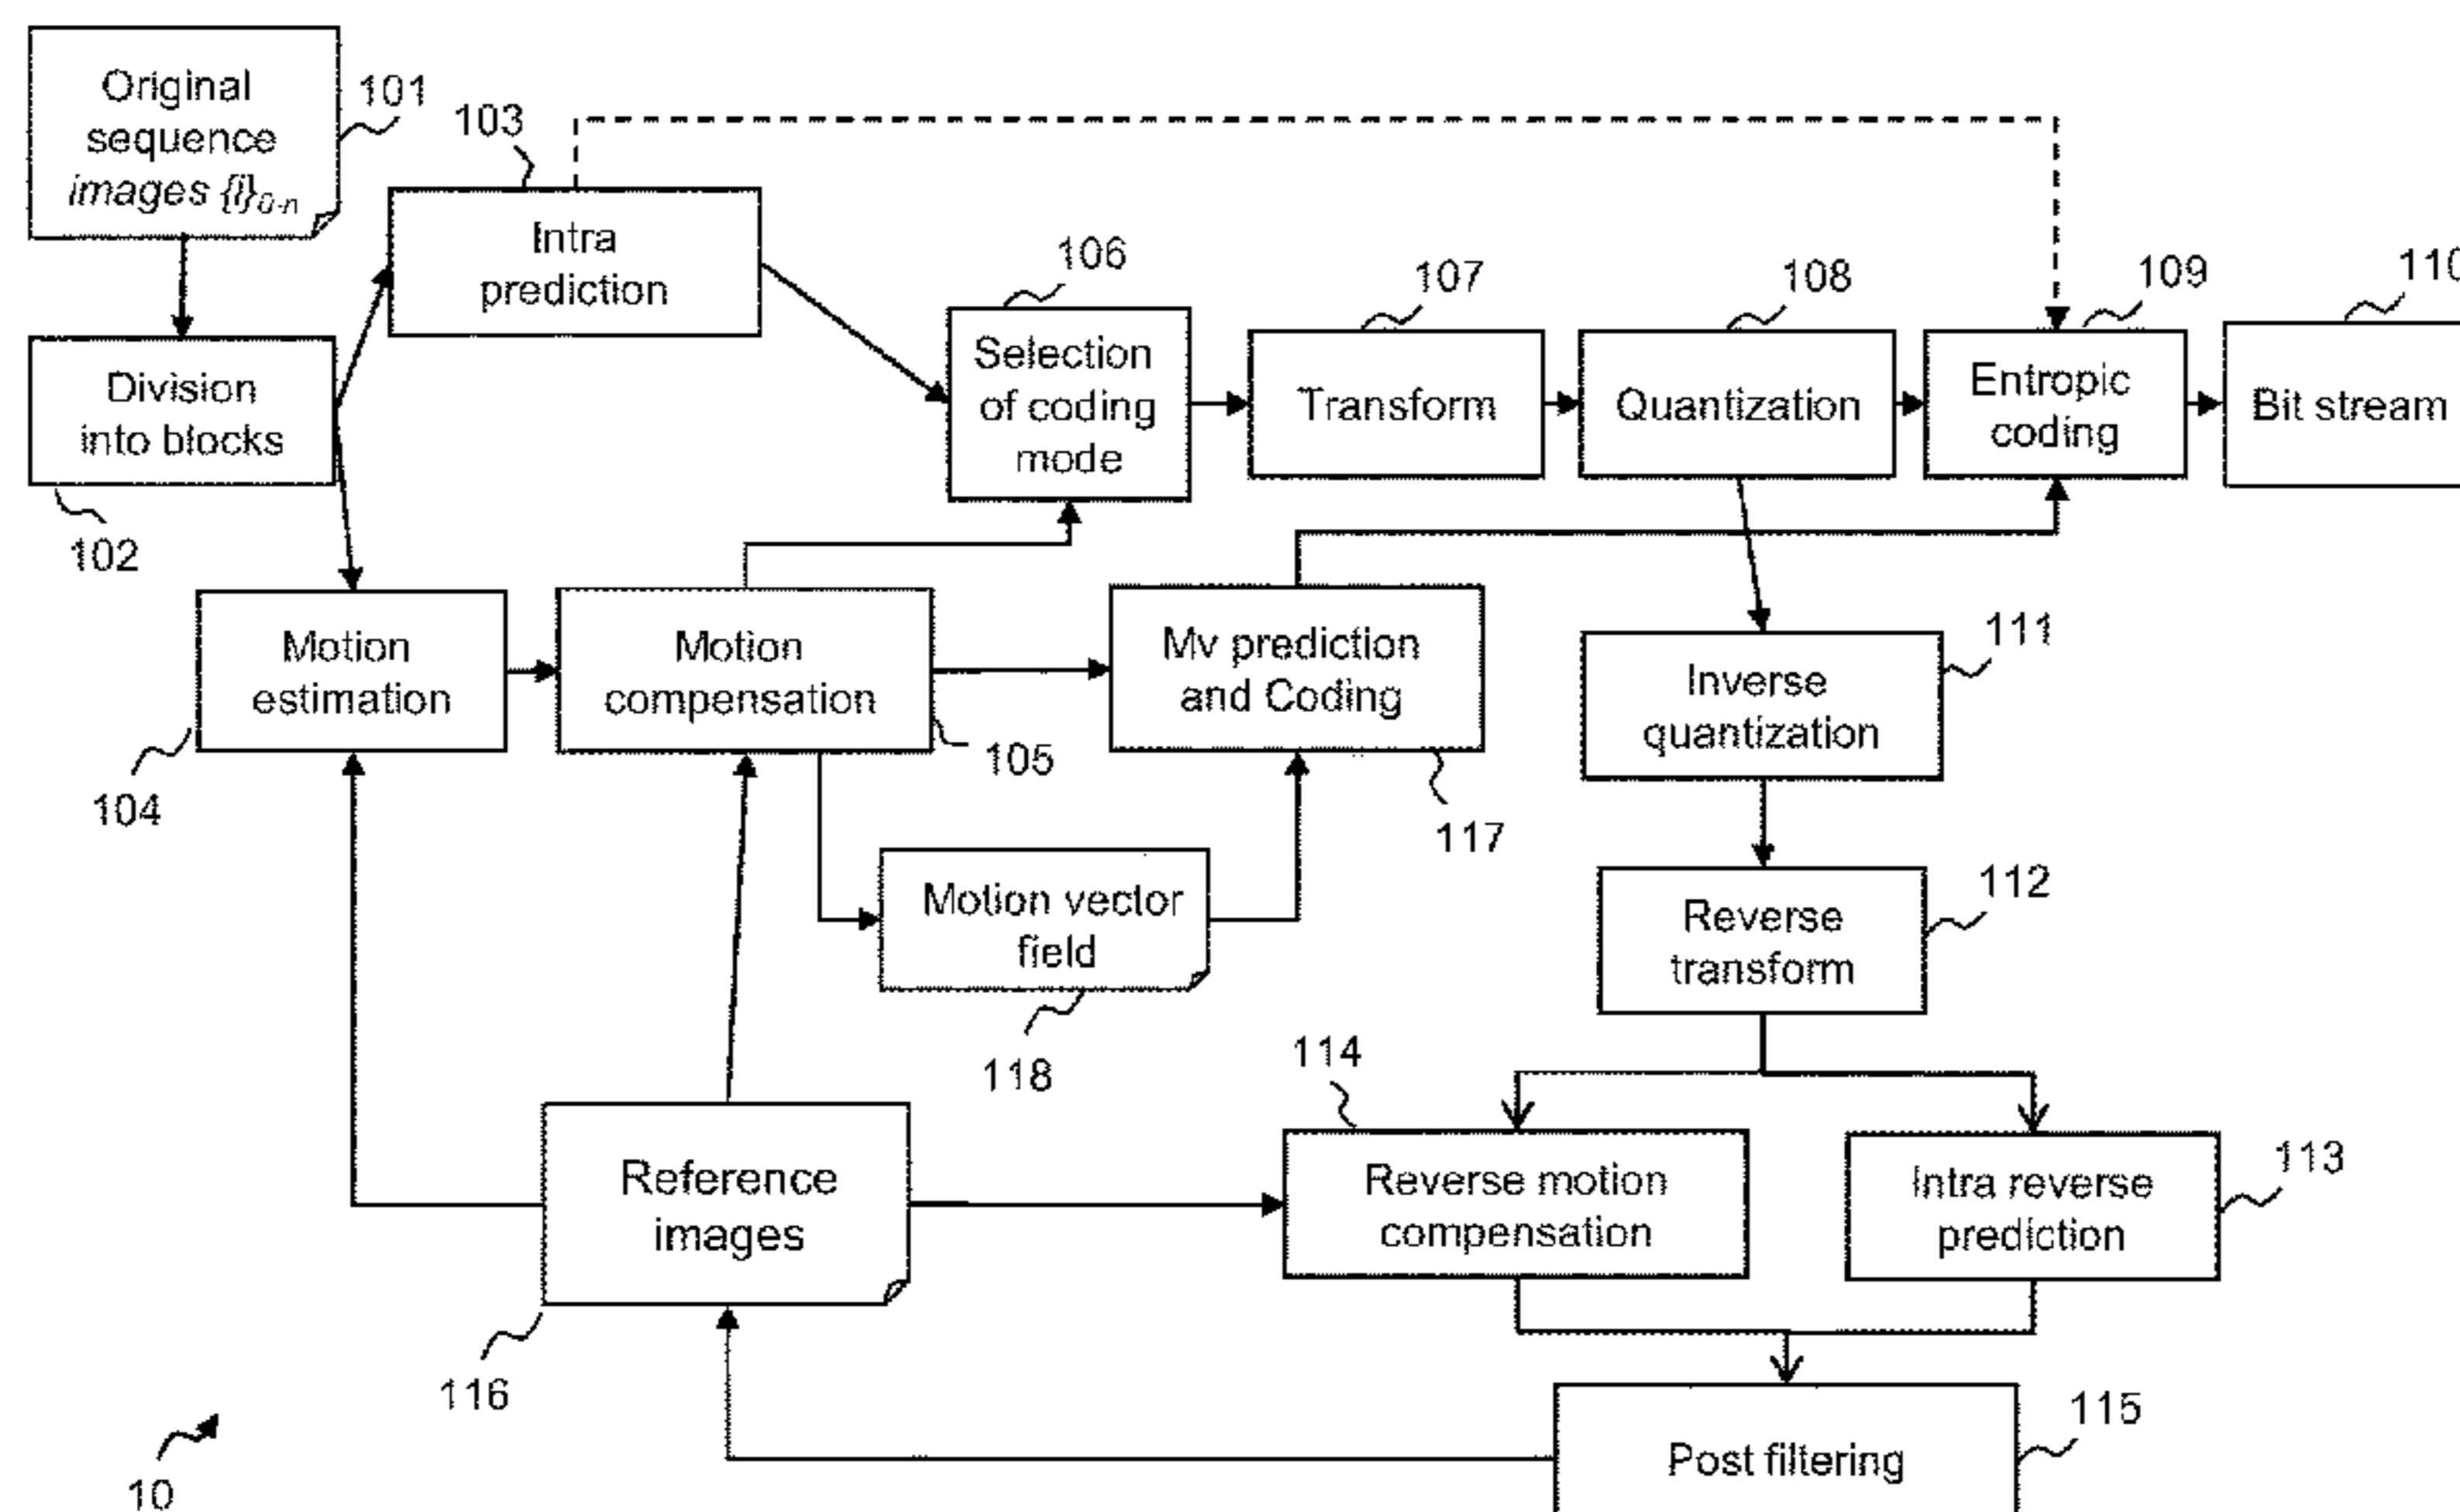 Original
sequence
images {i}0-n
101
103
Intra
prediction
106
Selection
of coding
mode
107
Transform
108
Quantization
109
Entropic
coding
110
Bit stream
Division
into blocks
102
Motion
estimation
104
Motion
compensation
105
Mv prediction
and Coding
117
111
Inverse
quantization
Motion vector
field
118
112
Reverse
transform
114
Reference
images
116
Reverse motion
compensation
113
Intra reverse
prediction
115
Post filtering
10